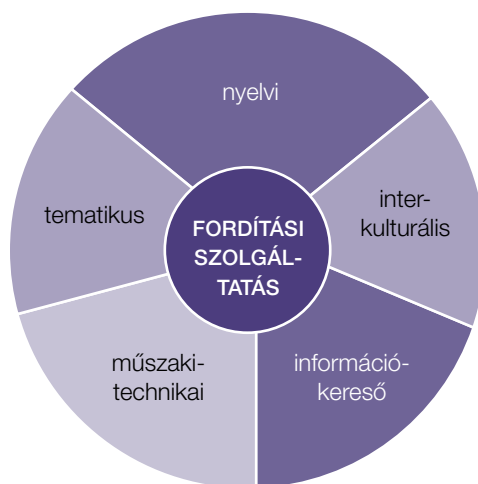 nyelvi
inter-
kulturális
információ-
kereső
műszaki-
technikai
tematikus
FORDÍTÁSI
SZOLGÁL-
TATÁS